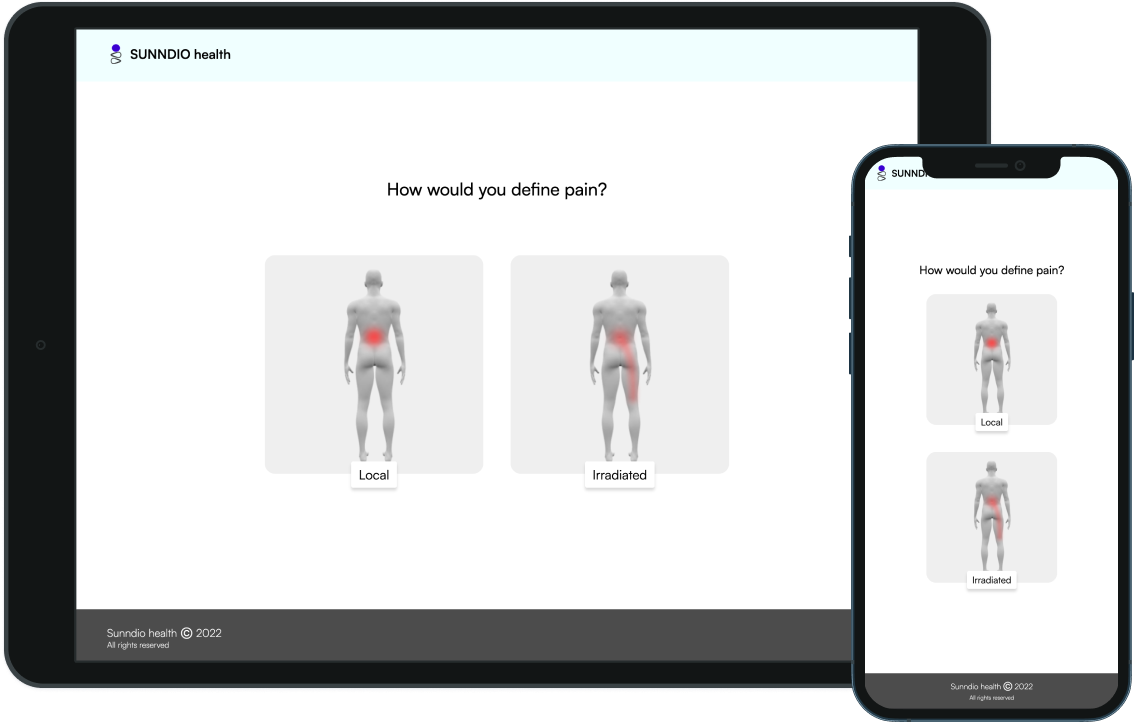 SUNNDIO health
How would you define pain?
Local
Irradiated
Sunndio health © 2022
All rights reserved
SUNNDI
How would you define pain?
Local
Irradiated
Sunndio health © 2022
All rights reserved